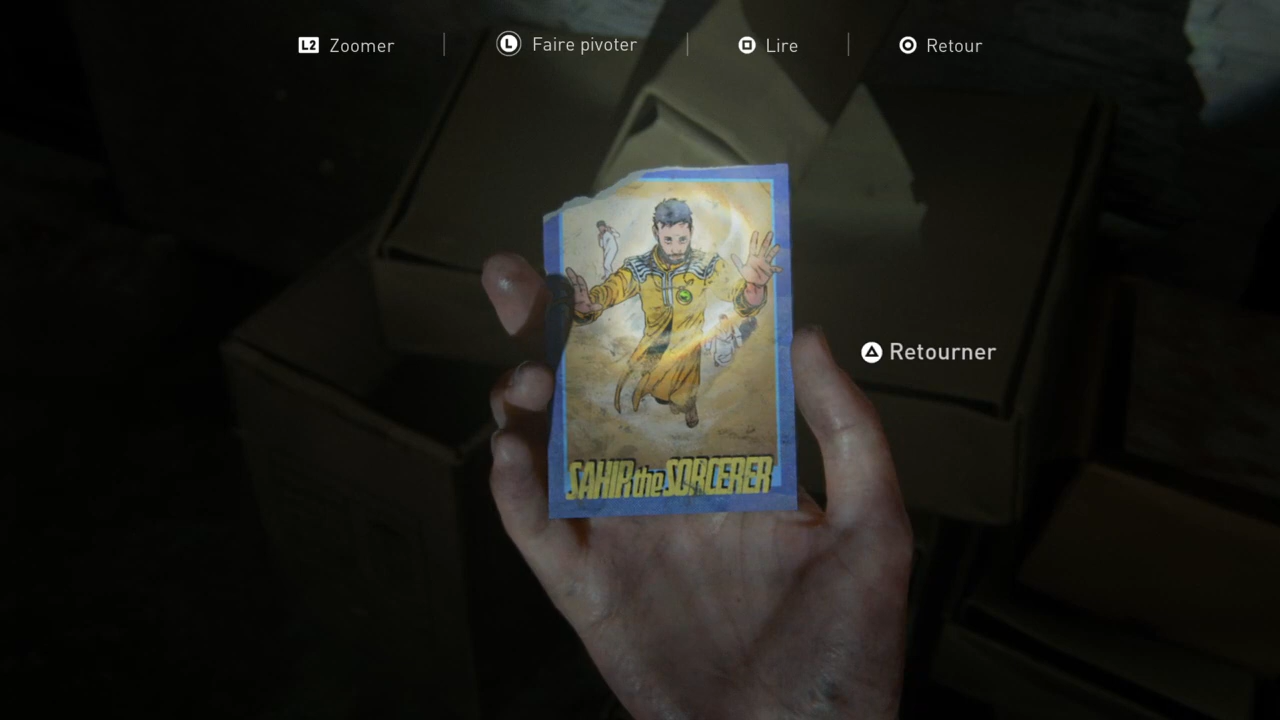 L2 Zoomer
L Faire pivoter
Lire
Retour
Retourner
SAHIR the SORCERER